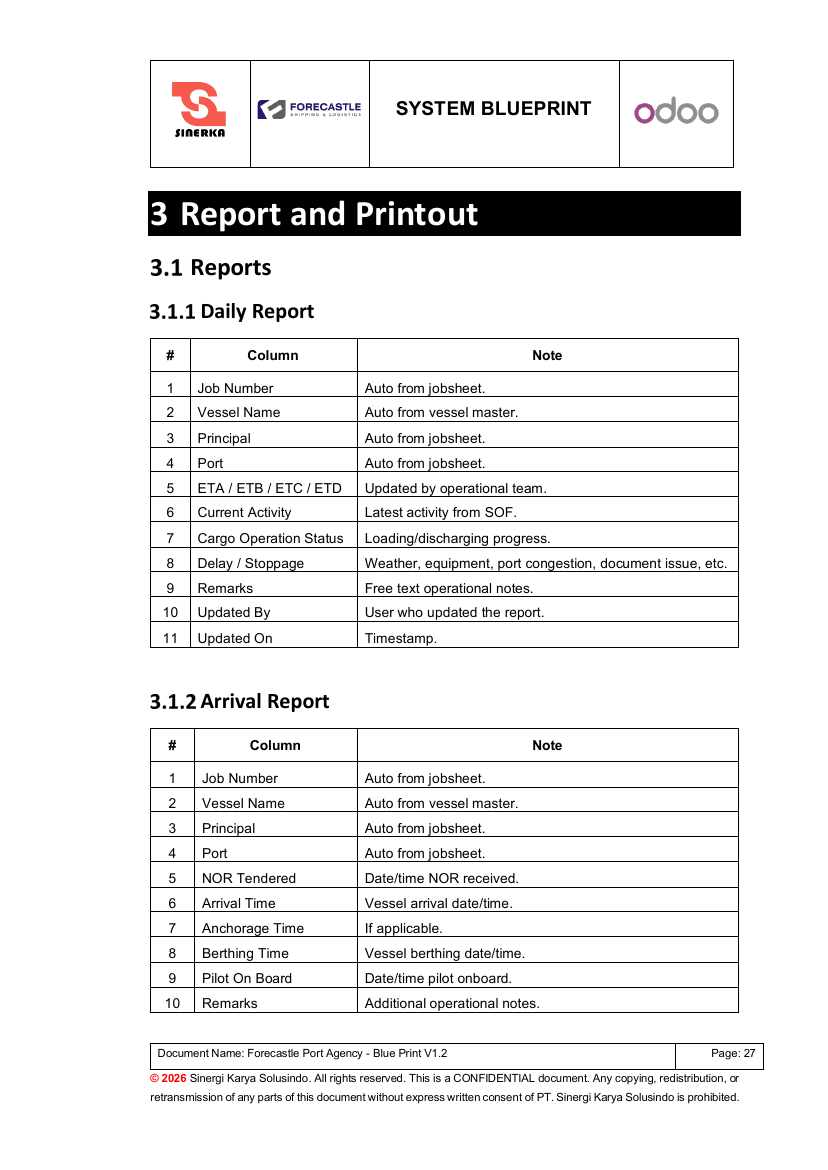 SINERKA
FORECASTLE
SHIPPING & LOGISTICS
SYSTEM BLUEPRINT
odoo
3 Report and Printout
3.1 Reports
3.1.1 Daily Report
# Column Note
1 Job Number Auto from jobsheet.
2 Vessel Name Auto from vessel master.
3 Principal Auto from jobsheet.
4 Port Auto from jobsheet.
5 ETA / ETB / ETC / ETD Updated by operational team.
6 Current Activity Latest activity from SOF.
7 Cargo Operation Status Loading/discharging progress.
8 Delay / Stoppage Weather, equipment, port congestion, document issue, etc.
9 Remarks Free text operational notes.
10 Updated By User who updated the report.
11 Updated On Timestamp.
3.1.2 Arrival Report
# Column Note
1 Job Number Auto from jobsheet.
2 Vessel Name Auto from vessel master.
3 Principal Auto from jobsheet.
4 Port Auto from jobsheet.
5 NOR Tendered Date/time NOR received.
6 Arrival Time Vessel arrival date/time.
7 Anchorage Time If applicable.
8 Berthing Time Vessel berthing date/time.
9 Pilot On Board Date/time pilot onboard.
10 Remarks Additional operational notes.
Document Name: Forecastle Port Agency - Blue Print V1.2 Page: 27
© 2026 Sinergi Karya Solusindo. All rights reserved. This is a CONFIDENTIAL document. Any copying, redistribution, or
retransmission of any parts of this document without express written consent of PT. Sinergi Karya Solusindo is prohibited.